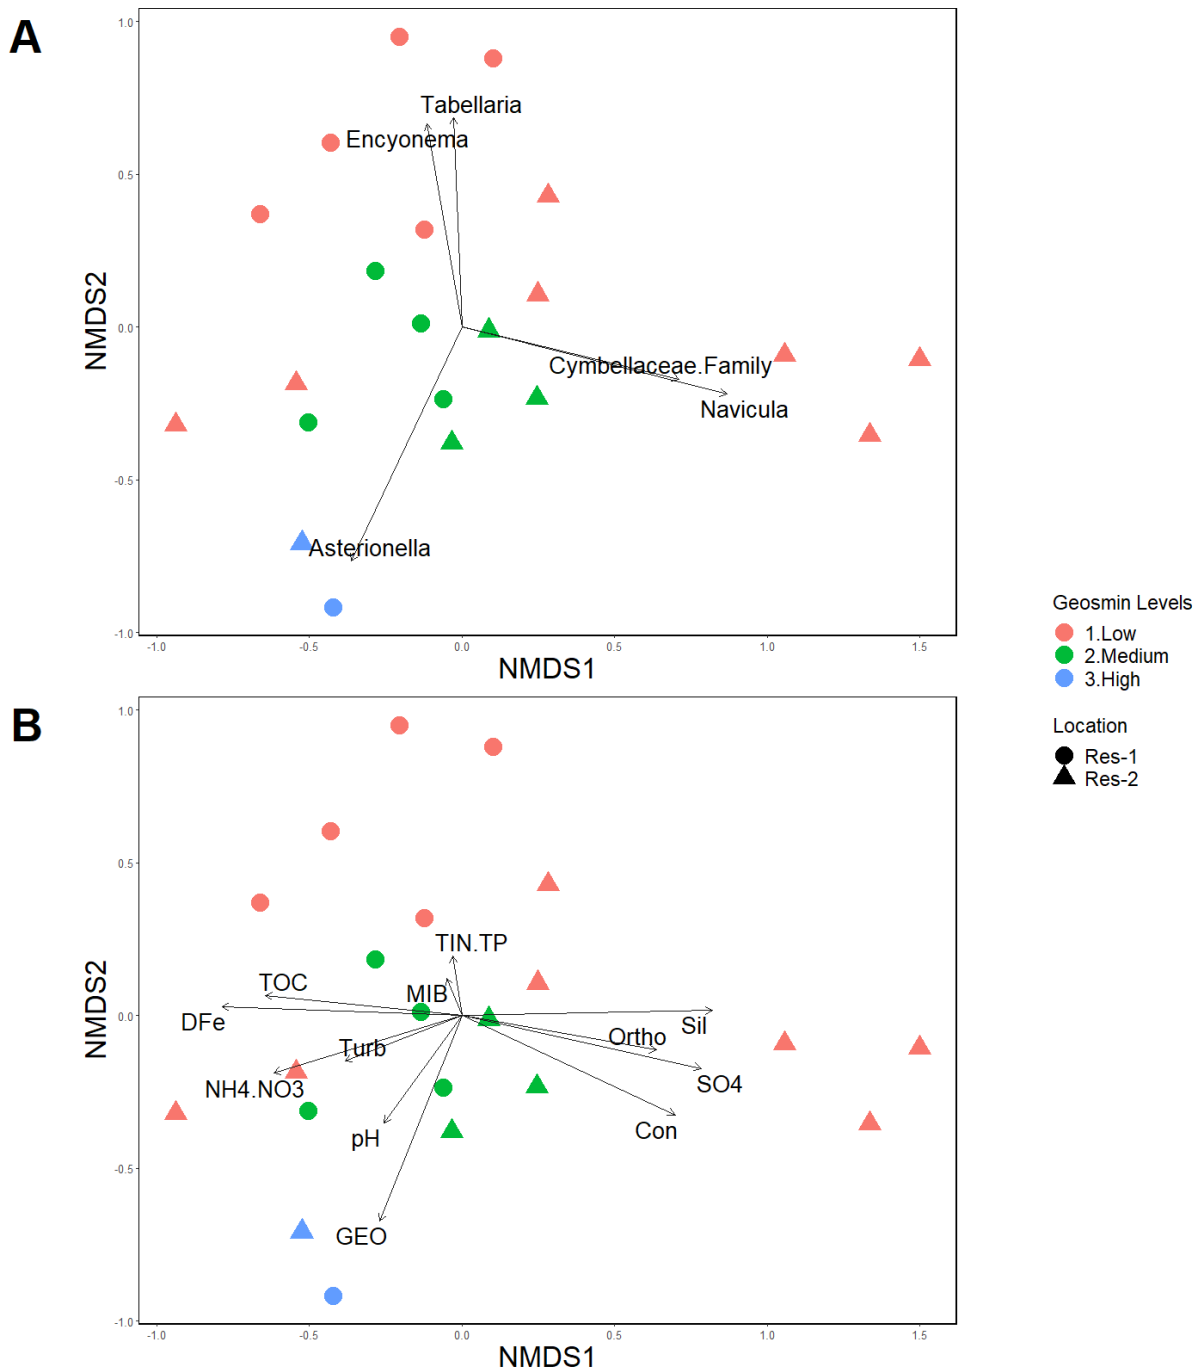 A
1.0
0.5
0.0
-0.5
-1.0
NMDS2
Tabellaria
Encyonema
Cymbellaceae.Family
Navicula
Asterionella
-1.0 -0.5 0.0 0.5 1.0 1.5
NMDS1
Geosmin Levels
1.Low
2.Medium
3.High
Location
Res-1
Res-2
B
1.0
0.5
0.0
-0.5
-1.0
NMDS2
TIN.TP
TOC
MIB
DFe
Sil
Ortho
Turb
SO4
NH4.NO3
Con
pH
GEO
-1.0 -0.5 0.0 0.5 1.0 1.5
NMDS1